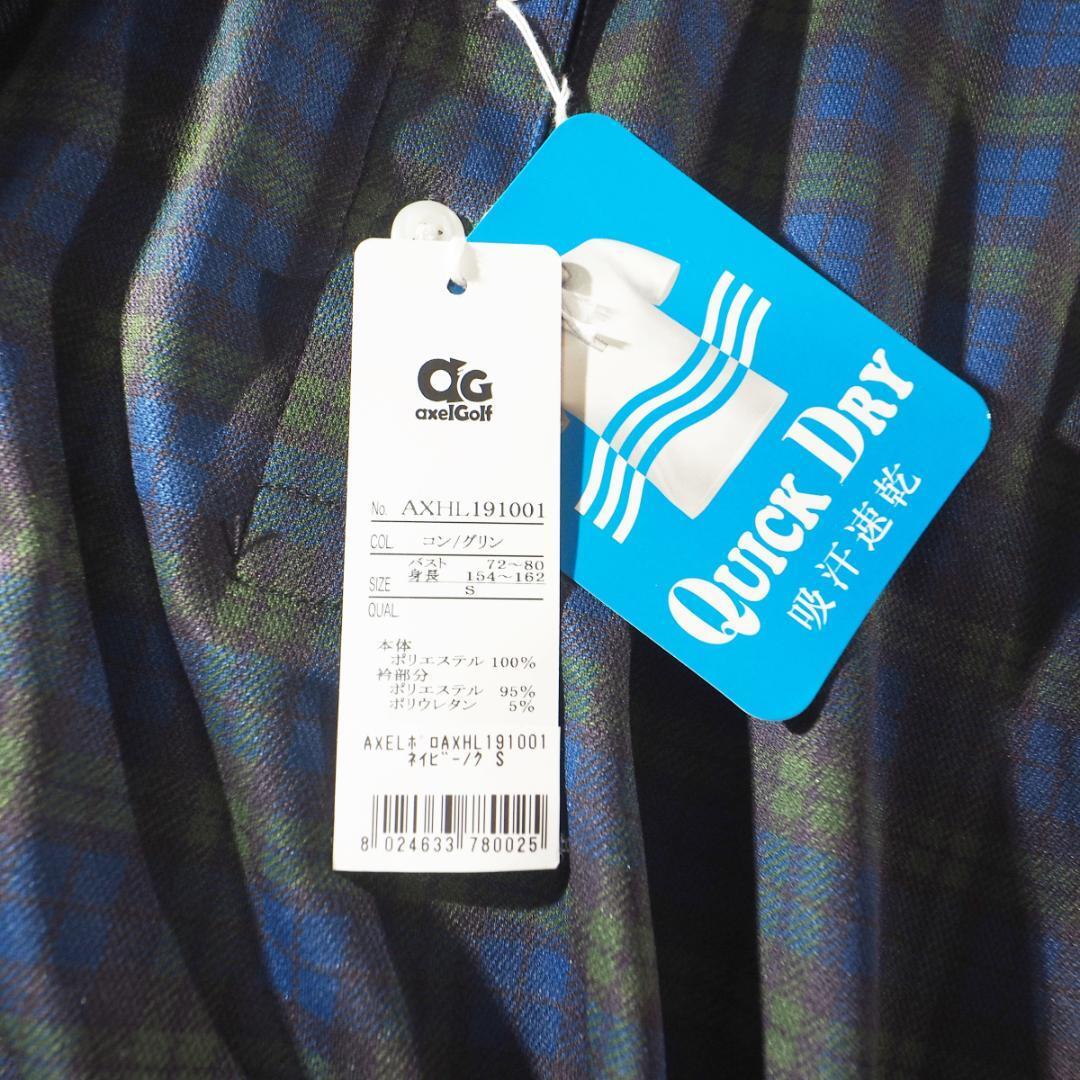 aG
axelGolf
No. AXHL191001
COL. コン/グリン
SIZE バスト 72～80
身長 154～162
S
QUAL.
本体
ポリエステル 100%
衿部分
ポリエステル 95%
ポリウレタン 5%
AXELﾎﾟロAXHL191001
ﾈｲﾋﾞｰ/ク S
8 024633 780025
QUICK DRY
吸汗速乾